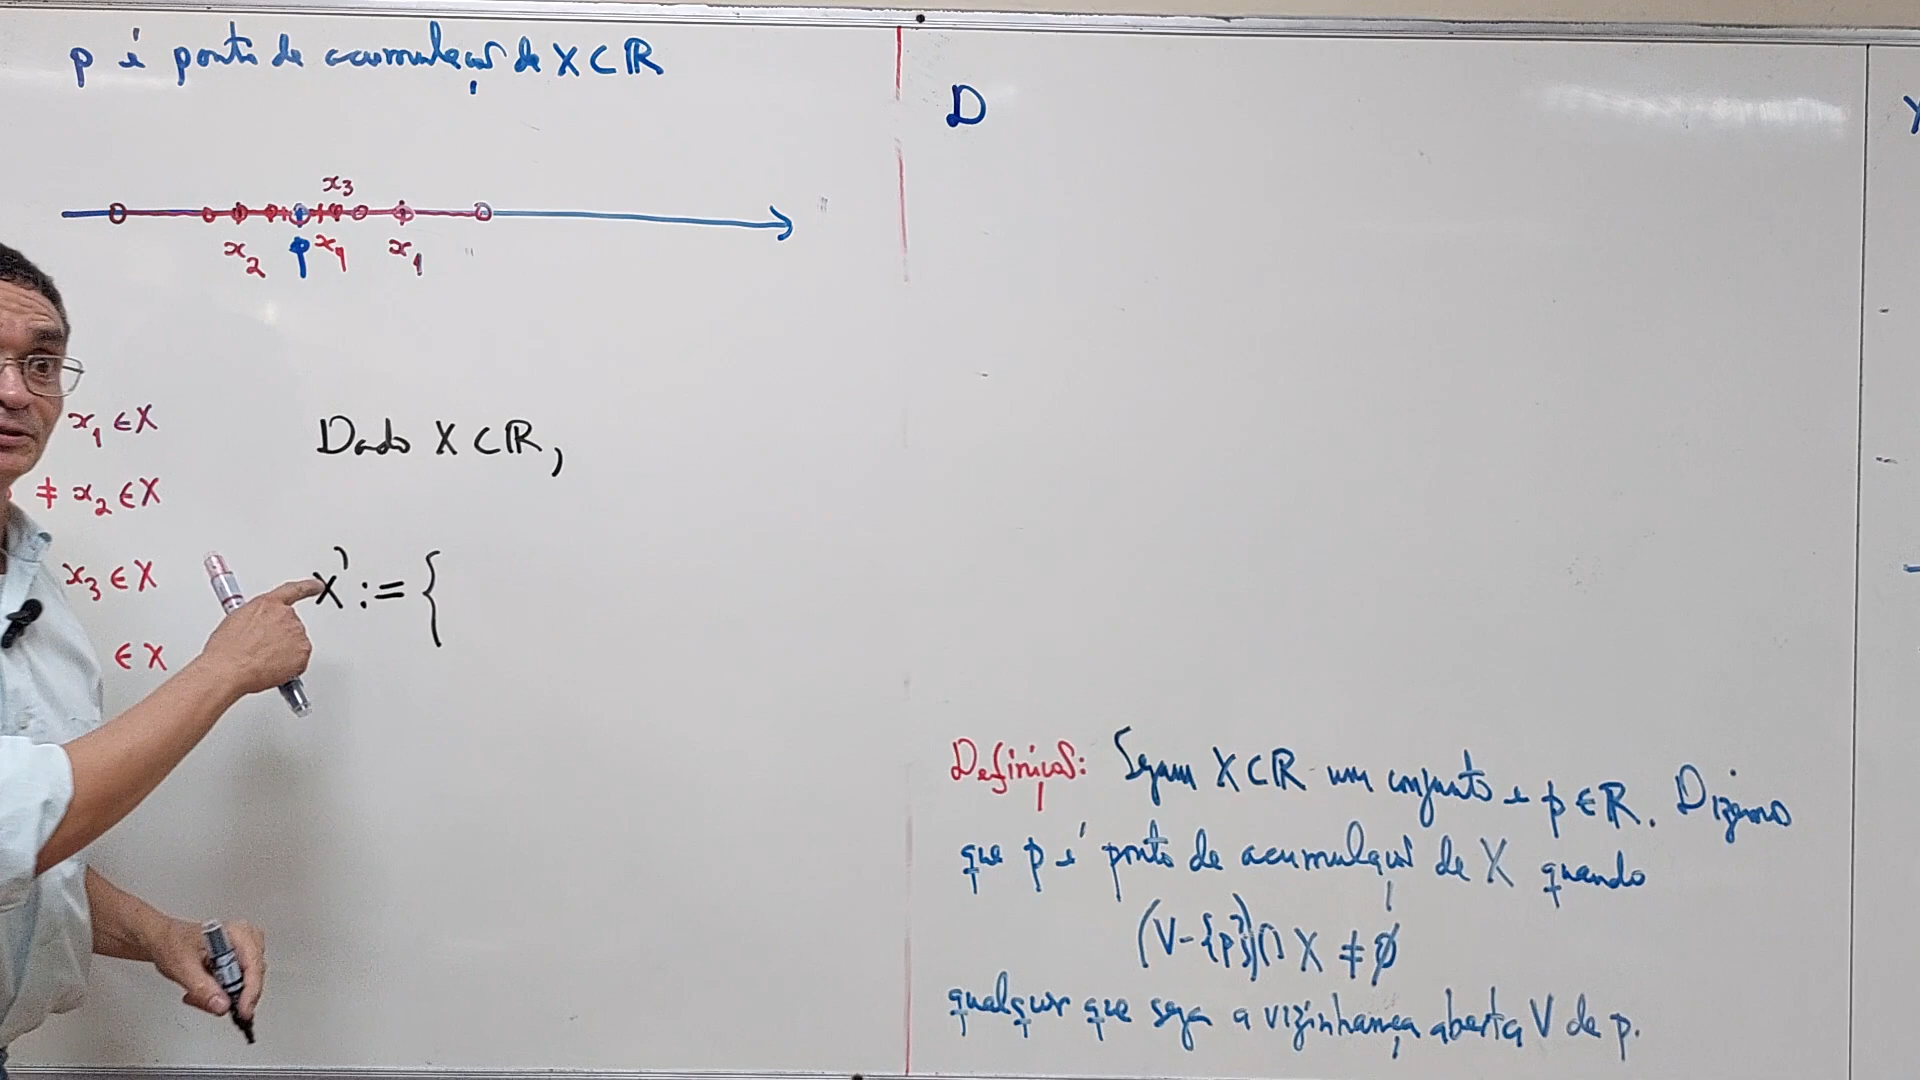 p é ponto de acumulação de X ⊂ ℝ
x₃
x₂ p x₄ x₁
x₁ ∈ X
≠ x₂ ∈ X
x₃ ∈ X
∈ X
Dado X ⊂ ℝ,
X' := {
D
Definição: Sejam X ⊂ ℝ um conjunto e p ∈ ℝ. Dizemos
que p é ponto de acumulação de X quando
(V-{p}) ∩ X ≠ ∅
qualquer que seja a vizinhança aberta V de p.